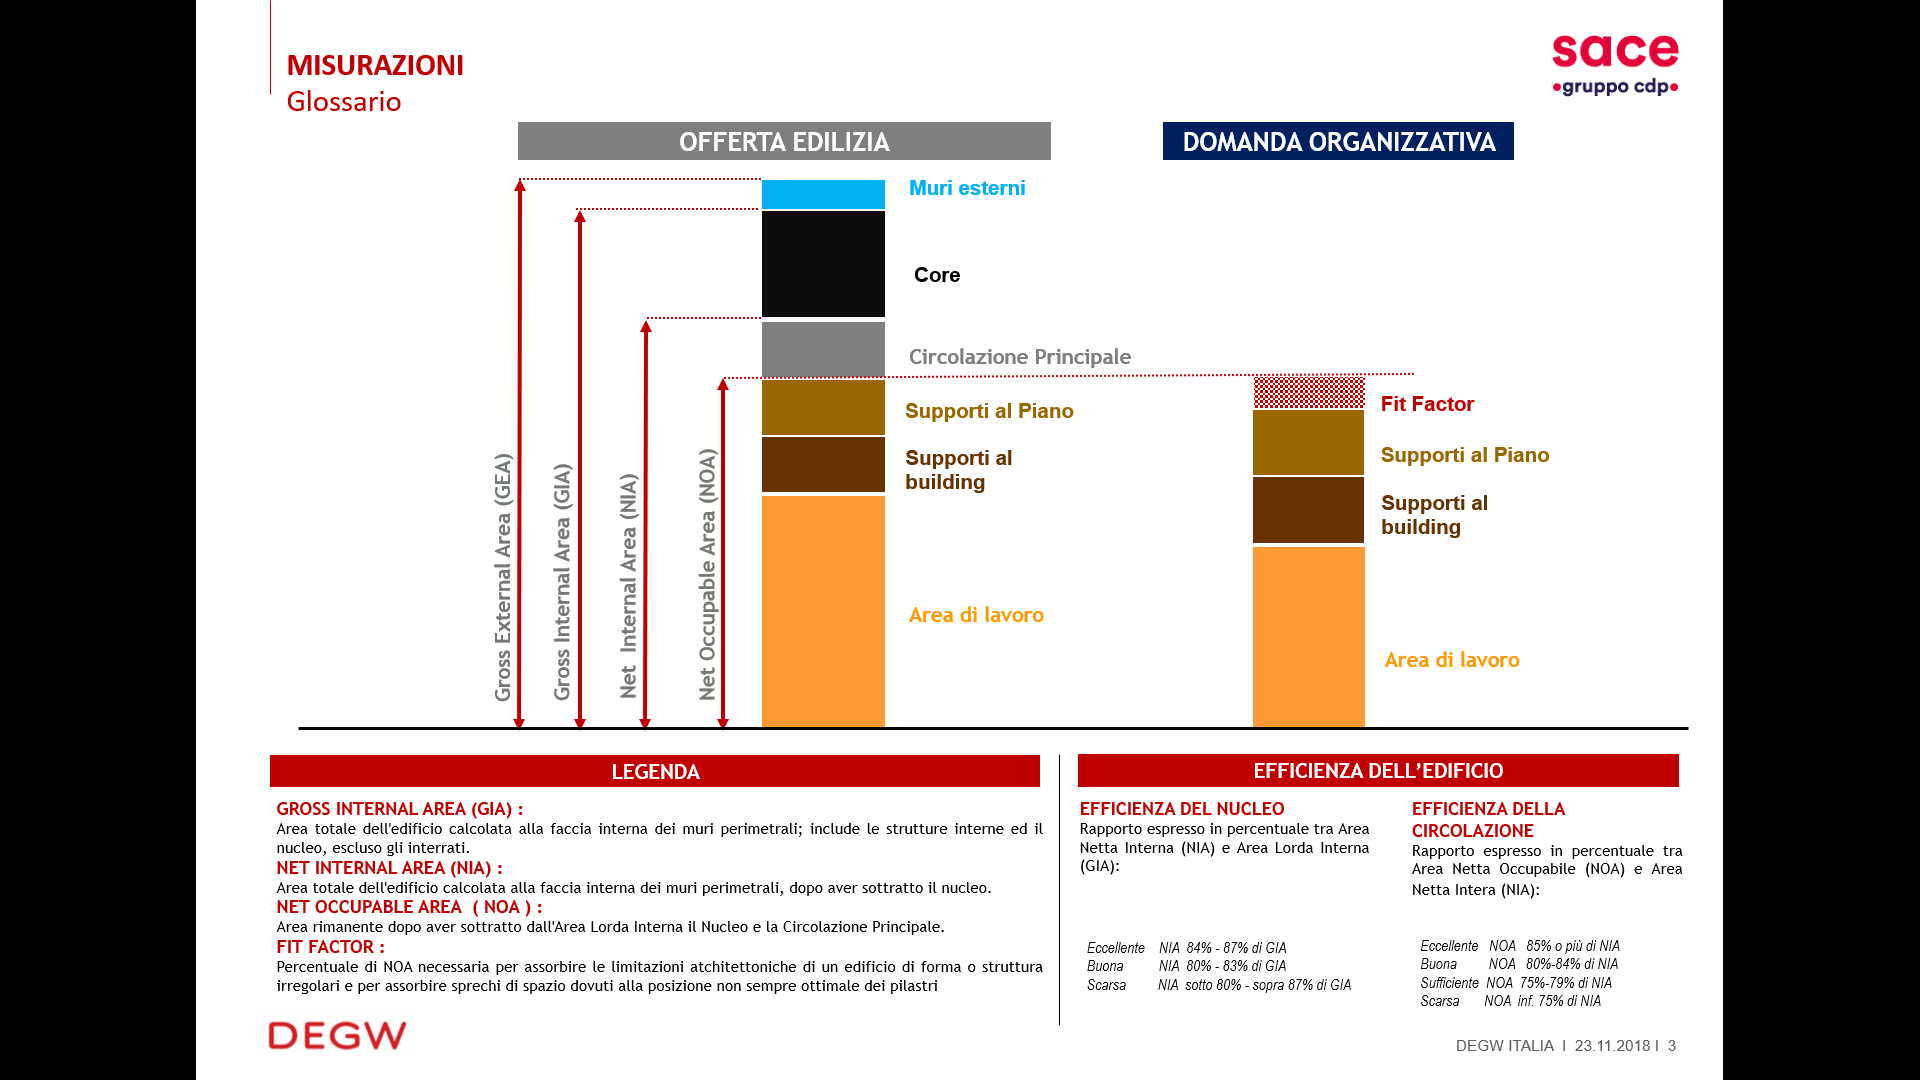 MISURAZIONI
Glossario
sace
gruppo cdp
OFFERTA EDILIZIA
DOMANDA ORGANIZZATIVA
Muri esterni
Core
Circolazione Principale
Supporti al Piano
Supporti al
building
Area di lavoro
Gross External Area (GEA)
Gross Internal Area (GIA)
Net Internal Area (NIA)
Net Occupable Area (NOA)
Fit Factor
Supporti al Piano
Supporti al
building
Area di lavoro
LEGENDA
GROSS INTERNAL AREA (GIA) :
Area totale dell'edificio calcolata alla faccia interna dei muri perimetrali; include le strutture interne ed il
nucleo, escluso gli interrati.
NET INTERNAL AREA (NIA) :
Area totale dell'edificio calcolata alla faccia interna dei muri perimetrali, dopo aver sottratto il nucleo.
NET OCCUPABLE AREA ( NOA ) :
Area rimanente dopo aver sottratto dall'Area Lorda Interna il Nucleo e la Circolazione Principale.
FIT FACTOR :
Percentuale di NOA necessaria per assorbire le limitazioni atchitettoniche di un edificio di forma o struttura
irregolari e per assorbire sprechi di spazio dovuti alla posizione non sempre ottimale dei pilastri
EFFICIENZA DELL’EDIFICIO
EFFICIENZA DEL NUCLEO
Rapporto espresso in percentuale tra Area
Netta Interna (NIA) e Area Lorda Interna
(GIA):
Eccellente NIA 84% - 87% di GIA
Buona NIA 80% - 83% di GIA
Scarsa NIA sotto 80% - sopra 87% di GIA
EFFICIENZA DELLA
CIRCOLAZIONE
Rapporto espresso in percentuale tra
Area Netta Occupabile (NOA) e Area
Netta Intera (NIA):
Eccellente NOA 85% o più di NIA
Buona NOA 80%-84% di NIA
Sufficiente NOA 75%-79% di NIA
Scarsa NOA inf. 75% di NIA
DEGW
DEGW ITALIA I 23.11.2018 I 3